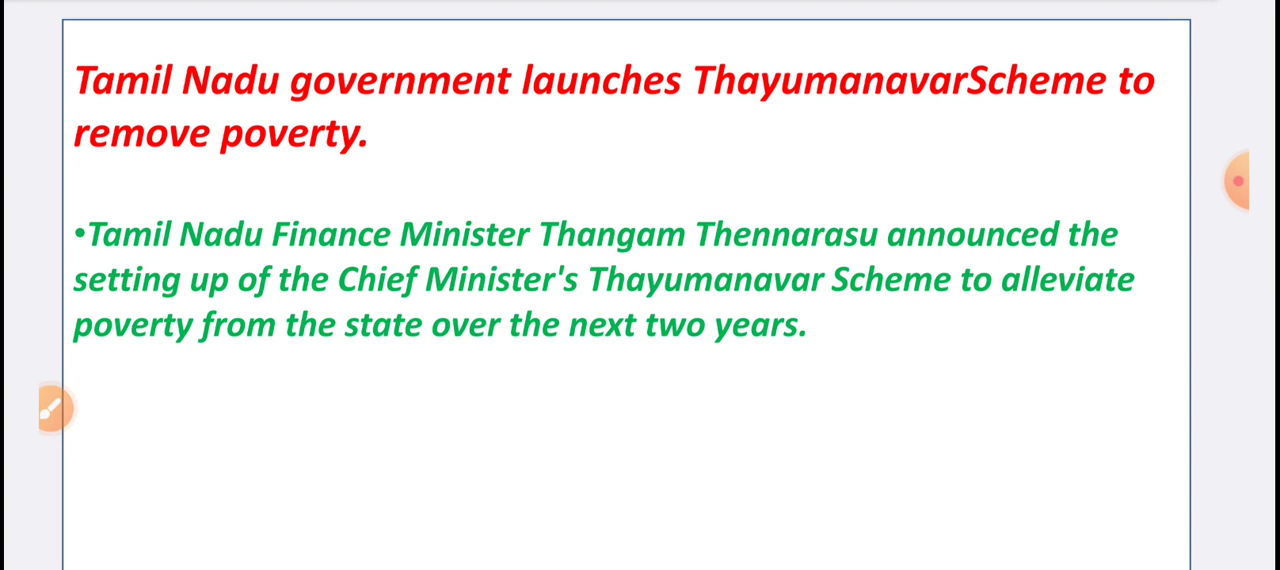 Tamil Nadu government launches ThayumanavarScheme to
remove poverty.
•Tamil Nadu Finance Minister Thangam Thennarasu announced the
setting up of the Chief Minister's Thayumanavar Scheme to alleviate
poverty from the state over the next two years.